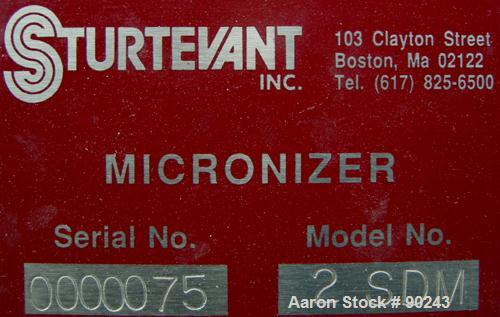 STURTEVANT
INC.
103 Clayton Street
Boston, Ma 02122
Tel. (617) 825-6500
MICRONIZER
Serial No.
Model No.
0000075
2 SDM
Aaron Stock # 90243